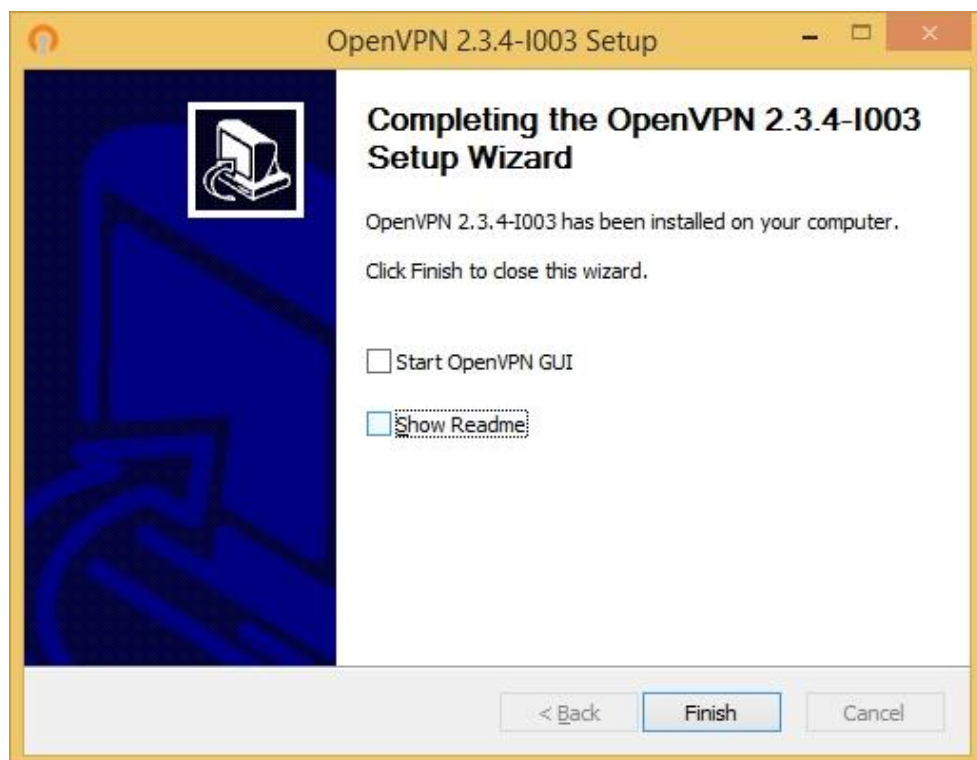 OpenVPN 2.3.4-I003 Setup
Completing the OpenVPN 2.3.4-I003
Setup Wizard
OpenVPN 2.3.4-I003 has been installed on your computer.
Click Finish to close this wizard.
Start OpenVPN GUI
Show Readme
< Back Finish Cancel